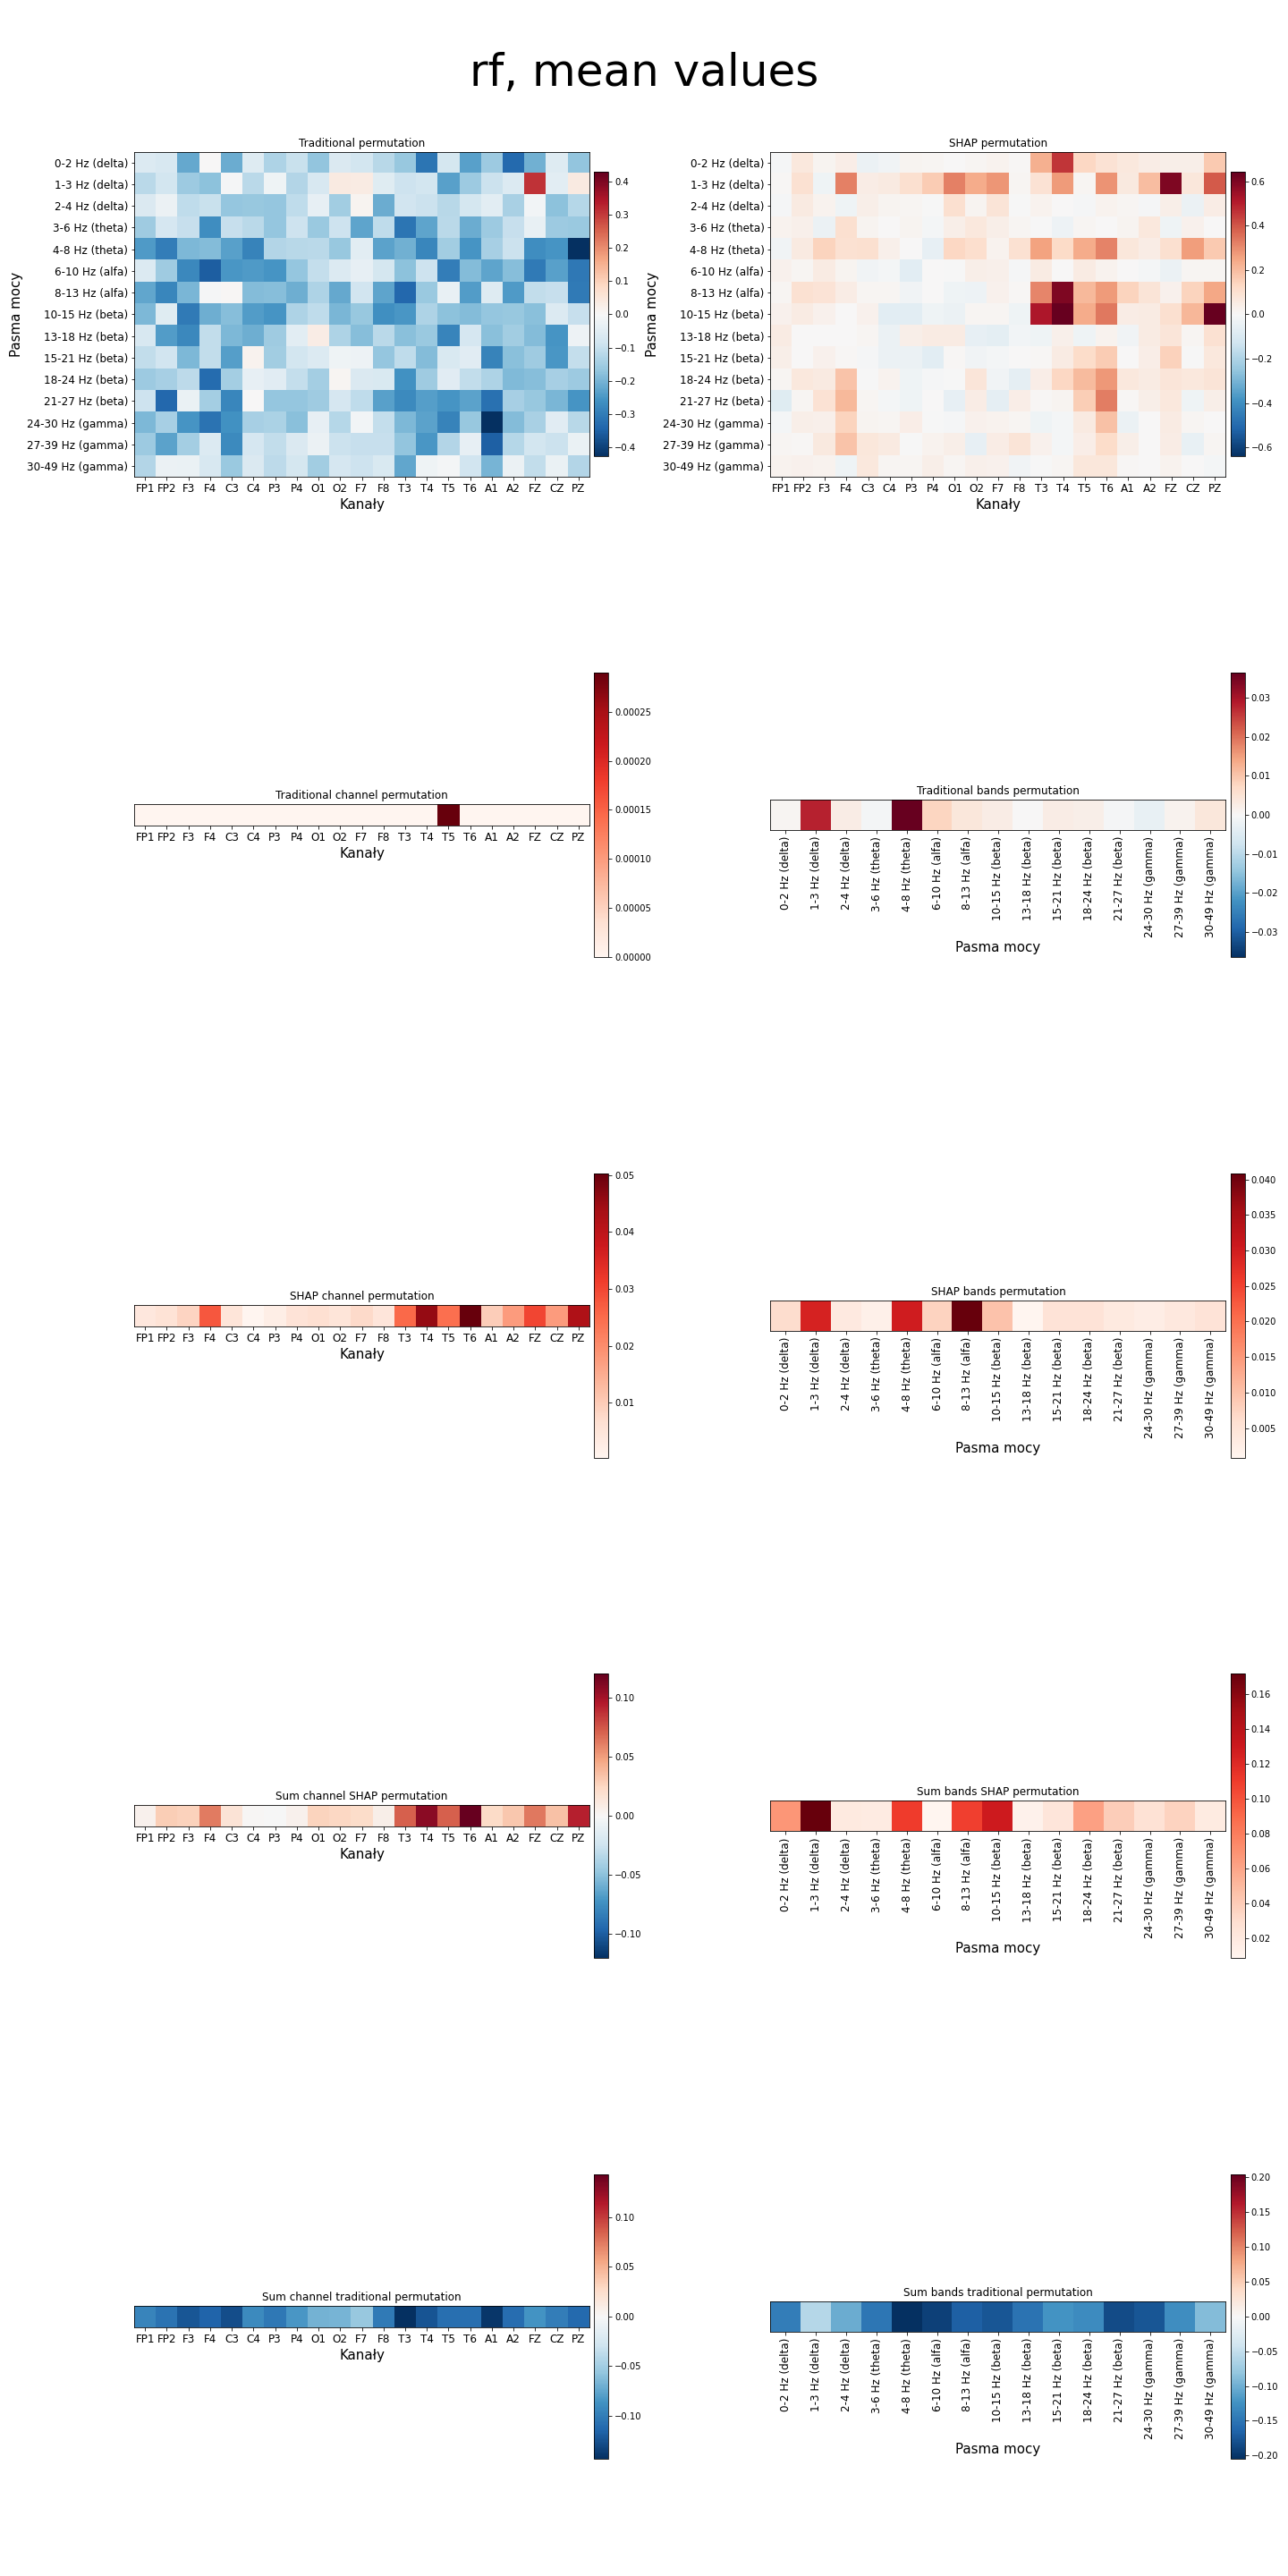 rf, mean values
Traditional permutation
Pasma mocy
0-2 Hz (delta)
1-3 Hz (delta)
2-4 Hz (delta)
3-6 Hz (theta)
4-8 Hz (theta)
6-10 Hz (alfa)
8-13 Hz (alfa)
10-15 Hz (beta)
13-18 Hz (beta)
15-21 Hz (beta)
18-24 Hz (beta)
21-27 Hz (beta)
24-30 Hz (gamma)
27-39 Hz (gamma)
30-49 Hz (gamma)
FP1 FP2 F3 F4 C3 C4 P3 P4 O1 O2 F7 F8 T3 T4 T5 T6 A1 A2 FZ CZ PZ
Kanały
0.4
0.3
0.2
0.1
0.0
−0.1
−0.2
−0.3
−0.4
SHAP permutation
Pasma mocy
0-2 Hz (delta)
1-3 Hz (delta)
2-4 Hz (delta)
3-6 Hz (theta)
4-8 Hz (theta)
6-10 Hz (alfa)
8-13 Hz (alfa)
10-15 Hz (beta)
13-18 Hz (beta)
15-21 Hz (beta)
18-24 Hz (beta)
21-27 Hz (beta)
24-30 Hz (gamma)
27-39 Hz (gamma)
30-49 Hz (gamma)
FP1 FP2 F3 F4 C3 C4 P3 P4 O1 O2 F7 F8 T3 T4 T5 T6 A1 A2 FZ CZ PZ
Kanały
0.6
0.4
0.2
0.0
−0.2
−0.4
−0.6
Traditional channel permutation
FP1 FP2 F3 F4 C3 C4 P3 P4 O1 O2 F7 F8 T3 T4 T5 T6 A1 A2 FZ CZ PZ
Kanały
0.00025
0.00020
0.00015
0.00010
0.00005
0.00000
Traditional bands permutation
0-2 Hz (delta)
1-3 Hz (delta)
2-4 Hz (delta)
3-6 Hz (theta)
4-8 Hz (theta)
6-10 Hz (alfa)
8-13 Hz (alfa)
10-15 Hz (beta)
13-18 Hz (beta)
15-21 Hz (beta)
18-24 Hz (beta)
21-27 Hz (beta)
24-30 Hz (gamma)
27-39 Hz (gamma)
30-49 Hz (gamma)
Pasma mocy
0.03
0.02
0.01
0.00
−0.01
−0.02
−0.03
SHAP channel permutation
FP1 FP2 F3 F4 C3 C4 P3 P4 O1 O2 F7 F8 T3 T4 T5 T6 A1 A2 FZ CZ PZ
Kanały
0.05
0.04
0.03
0.02
0.01
SHAP bands permutation
0-2 Hz (delta)
1-3 Hz (delta)
2-4 Hz (delta)
3-6 Hz (theta)
4-8 Hz (theta)
6-10 Hz (alfa)
8-13 Hz (alfa)
10-15 Hz (beta)
13-18 Hz (beta)
15-21 Hz (beta)
18-24 Hz (beta)
21-27 Hz (beta)
24-30 Hz (gamma)
27-39 Hz (gamma)
30-49 Hz (gamma)
Pasma mocy
0.040
0.035
0.030
0.025
0.020
0.015
0.010
0.005
Sum channel SHAP permutation
FP1 FP2 F3 F4 C3 C4 P3 P4 O1 O2 F7 F8 T3 T4 T5 T6 A1 A2 FZ CZ PZ
Kanały
0.10
0.05
0.00
−0.05
−0.10
Sum bands SHAP permutation
0-2 Hz (delta)
1-3 Hz (delta)
2-4 Hz (delta)
3-6 Hz (theta)
4-8 Hz (theta)
6-10 Hz (alfa)
8-13 Hz (alfa)
10-15 Hz (beta)
13-18 Hz (beta)
15-21 Hz (beta)
18-24 Hz (beta)
21-27 Hz (beta)
24-30 Hz (gamma)
27-39 Hz (gamma)
30-49 Hz (gamma)
Pasma mocy
0.16
0.14
0.12
0.10
0.08
0.06
0.04
0.02
Sum channel traditional permutation
FP1 FP2 F3 F4 C3 C4 P3 P4 O1 O2 F7 F8 T3 T4 T5 T6 A1 A2 FZ CZ PZ
Kanały
0.10
0.05
0.00
−0.05
−0.10
Sum bands traditional permutation
0-2 Hz (delta)
1-3 Hz (delta)
2-4 Hz (delta)
3-6 Hz (theta)
4-8 Hz (theta)
6-10 Hz (alfa)
8-13 Hz (alfa)
10-15 Hz (beta)
13-18 Hz (beta)
15-21 Hz (beta)
18-24 Hz (beta)
21-27 Hz (beta)
24-30 Hz (gamma)
27-39 Hz (gamma)
30-49 Hz (gamma)
Pasma mocy
0.20
0.15
0.10
0.05
0.00
−0.05
−0.10
−0.15
−0.20